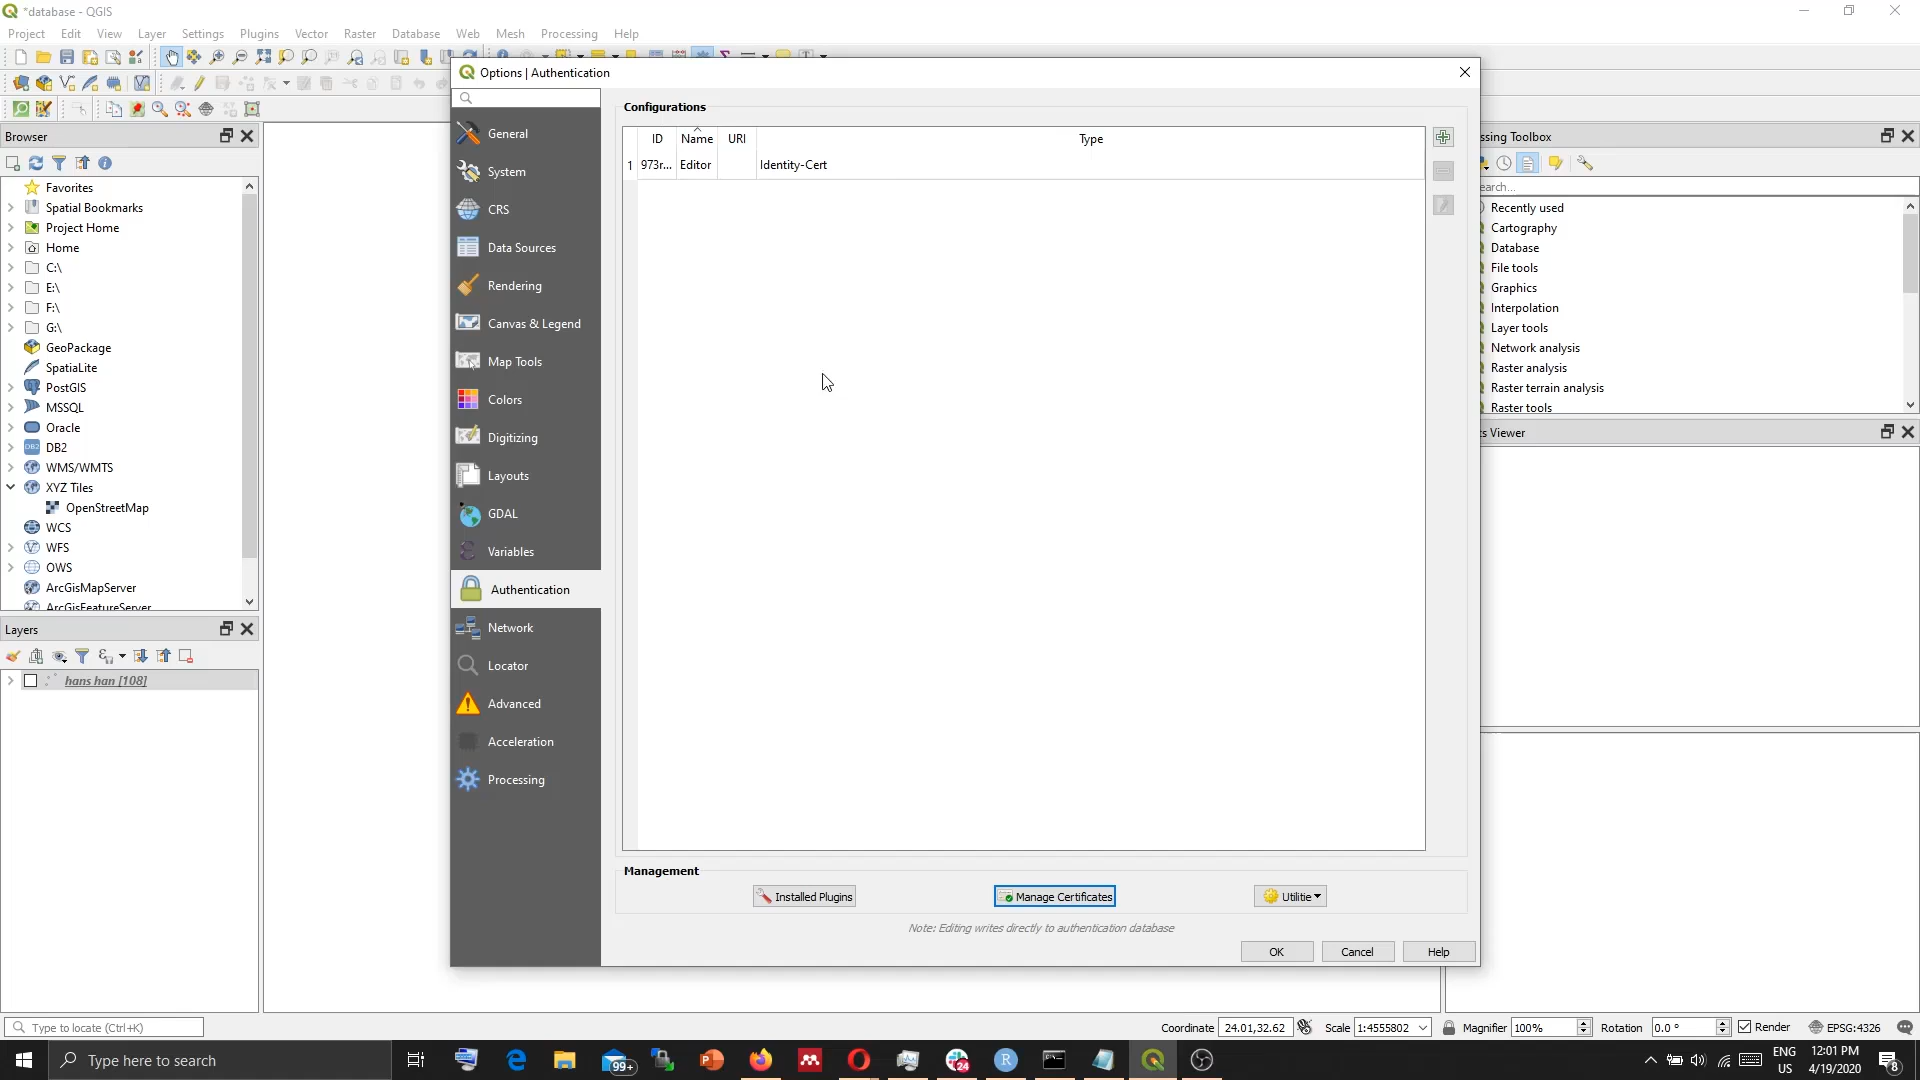 *database - QGIS
Project Edit View Layer Settings Plugins Vector Raster Database Web Mesh Processing Help
Options | Authentication
Browser
Favorites
Spatial Bookmarks
Project Home
Home
C:\
E:\
F:\
G:\
GeoPackage
SpatiaLite
PostGIS
MSSQL
Oracle
DB2
WMS/WMTS
XYZ Tiles
OpenStreetMap
WCS
WFS
OWS
ArcGisMapServer
ArcGisFeatureServer
Layers
hans han [108]
General
System
CRS
Data Sources
Rendering
Canvas & Legend
Map Tools
Colors
Digitizing
Layouts
GDAL
Variables
Authentication
Network
Locator
Advanced
Acceleration
Processing
Configurations
ID Name URI Type
1 973r... Editor Identity-Cert
Management
Installed Plugins Manage Certificates Utilitie
Note: Editing writes directly to authentication database
OK Cancel Help
ssing Toolbox
earch...
Recently used
Cartography
Database
File tools
Graphics
Interpolation
Layer tools
Network analysis
Raster analysis
Raster terrain analysis
Raster tools
ts Viewer
Type to locate (Ctrl+K) Coordinate 24.01,32.62 Scale 1:4555802 Magnifier 100% Rotation 0.0 ° Render EPSG:4326
Type here to search 99+ 24 ENG 12:01 PM
US 4/19/2020 8